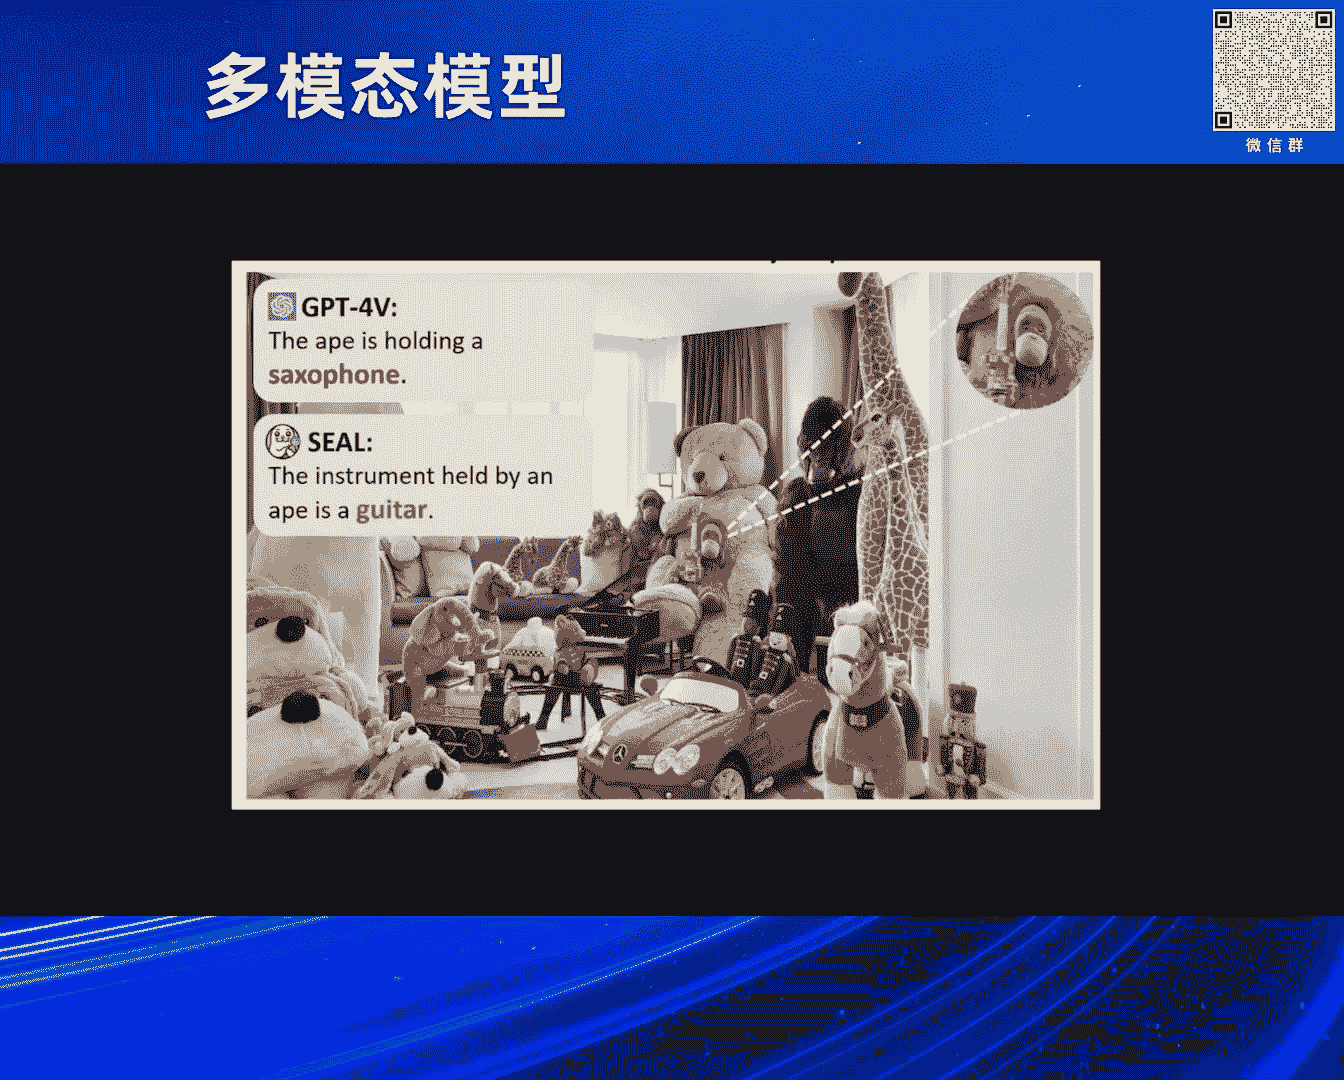 多模态模型
微信群
GPT-4V:
The ape is holding a
saxophone.
SEAL:
The instrument held by an
ape is a guitar.